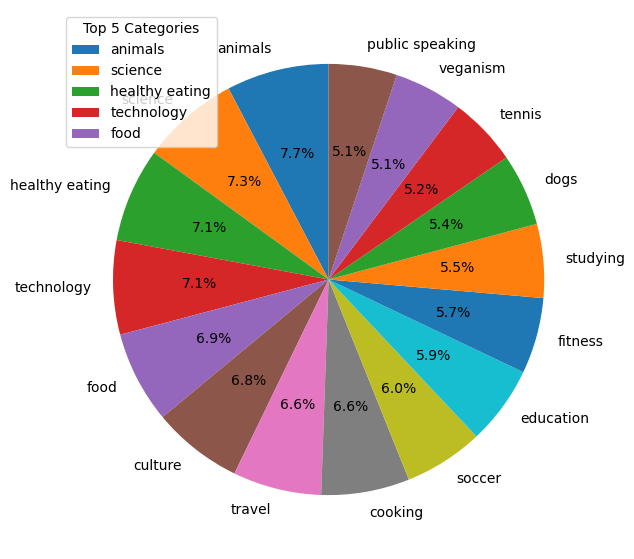 Top 5 Categories
animals
science
healthy eating
technology
food
animals
7.7%
science
7.3%
healthy eating
7.1%
technology
7.1%
food
6.9%
culture
6.8%
travel
6.6%
cooking
6.6%
soccer
6.0%
education
5.9%
fitness
5.7%
studying
5.5%
dogs
5.4%
tennis
5.2%
veganism
5.1%
public speaking
5.1%